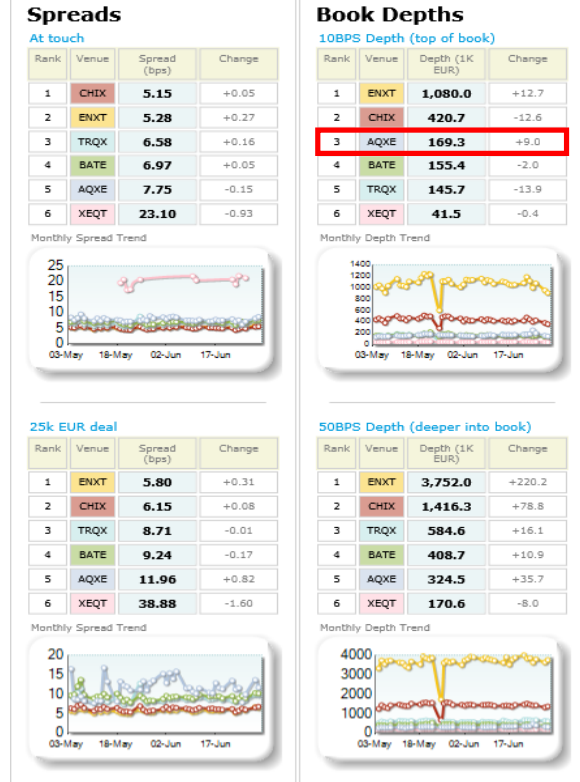 Spreads
At touch
Rank Venue Spread (bps) Change
1 CHIX 5.15 +0.05
2 ENXT 5.28 +0.27
3 TRQX 6.58 +0.16
4 BATE 6.97 +0.05
5 AQXE 7.75 -0.15
6 XEQT 23.10 -0.93
Monthly Spread Trend
25
20
15
10
5
0
03-May 18-May 02-Jun 17-Jun
25k EUR deal
Rank Venue Spread (bps) Change
1 ENXT 5.80 +0.31
2 CHIX 6.15 +0.08
3 TRQX 8.71 -0.01
4 BATE 9.24 -0.17
5 AQXE 11.96 +0.82
6 XEQT 38.88 -1.60
Monthly Spread Trend
20
15
10
5
0
03-May 18-May 02-Jun 17-Jun
Book Depths
10BPS Depth (top of book)
Rank Venue Depth (1K EUR) Change
1 ENXT 1,080.0 +12.7
2 CHIX 420.7 -12.6
3 AQXE 169.3 +9.0
4 BATE 155.4 -2.0
5 TRQX 145.7 -13.9
6 XEQT 41.5 -0.4
Monthly Depth Trend
1400
1200
1000
800
600
400
200
0
03-May 18-May 02-Jun 17-Jun
50BPS Depth (deeper into book)
Rank Venue Depth (1K EUR) Change
1 ENXT 3,752.0 +220.2
2 CHIX 1,416.3 +78.8
3 TRQX 584.6 +16.1
4 BATE 408.7 +10.9
5 AQXE 324.5 +35.7
6 XEQT 170.6 -8.0
Monthly Depth Trend
4000
3000
2000
1000
0
03-May 18-May 02-Jun 17-Jun